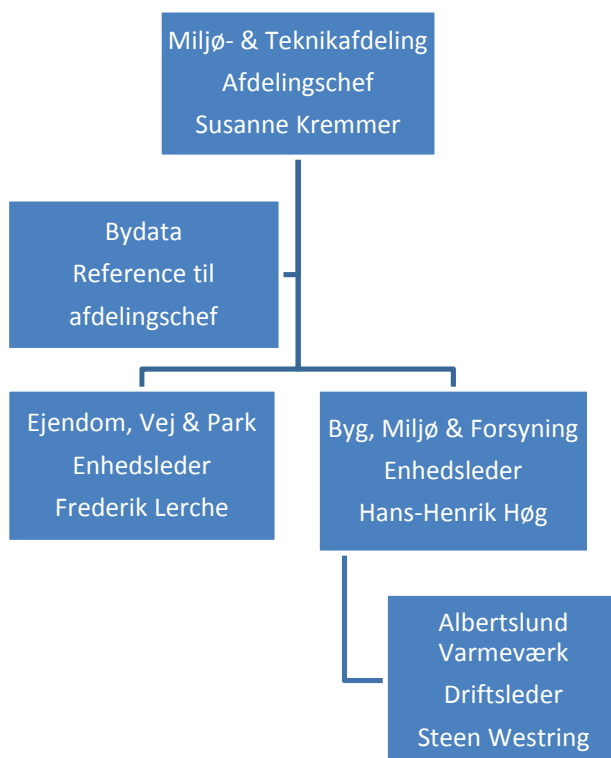 Miljø- & Teknikafdeling
Afdelingschef
Susanne Kremmer
Bydata
Reference til
afdelingschef
Ejendom, Vej & Park
Enhedsleder
Frederik Lerche
Byg, Miljø & Forsyning
Enhedsleder
Hans-Henrik Høg
Albertslund
Varmeværk
Driftsleder
Steen Westring